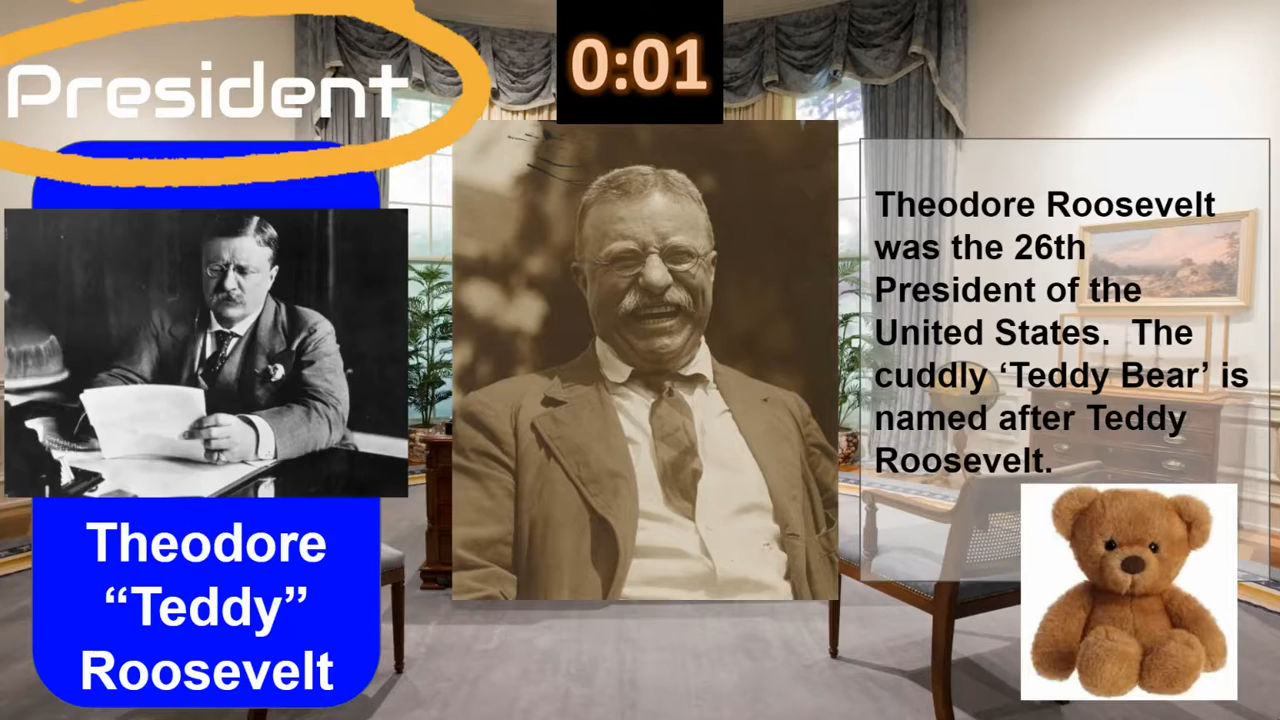 President
0:01
Theodore Roosevelt
was the 26th
President of the
United States.  The
cuddly ‘Teddy Bear’ is
named after Teddy
Roosevelt.
Theodore
“Teddy”
Roosevelt